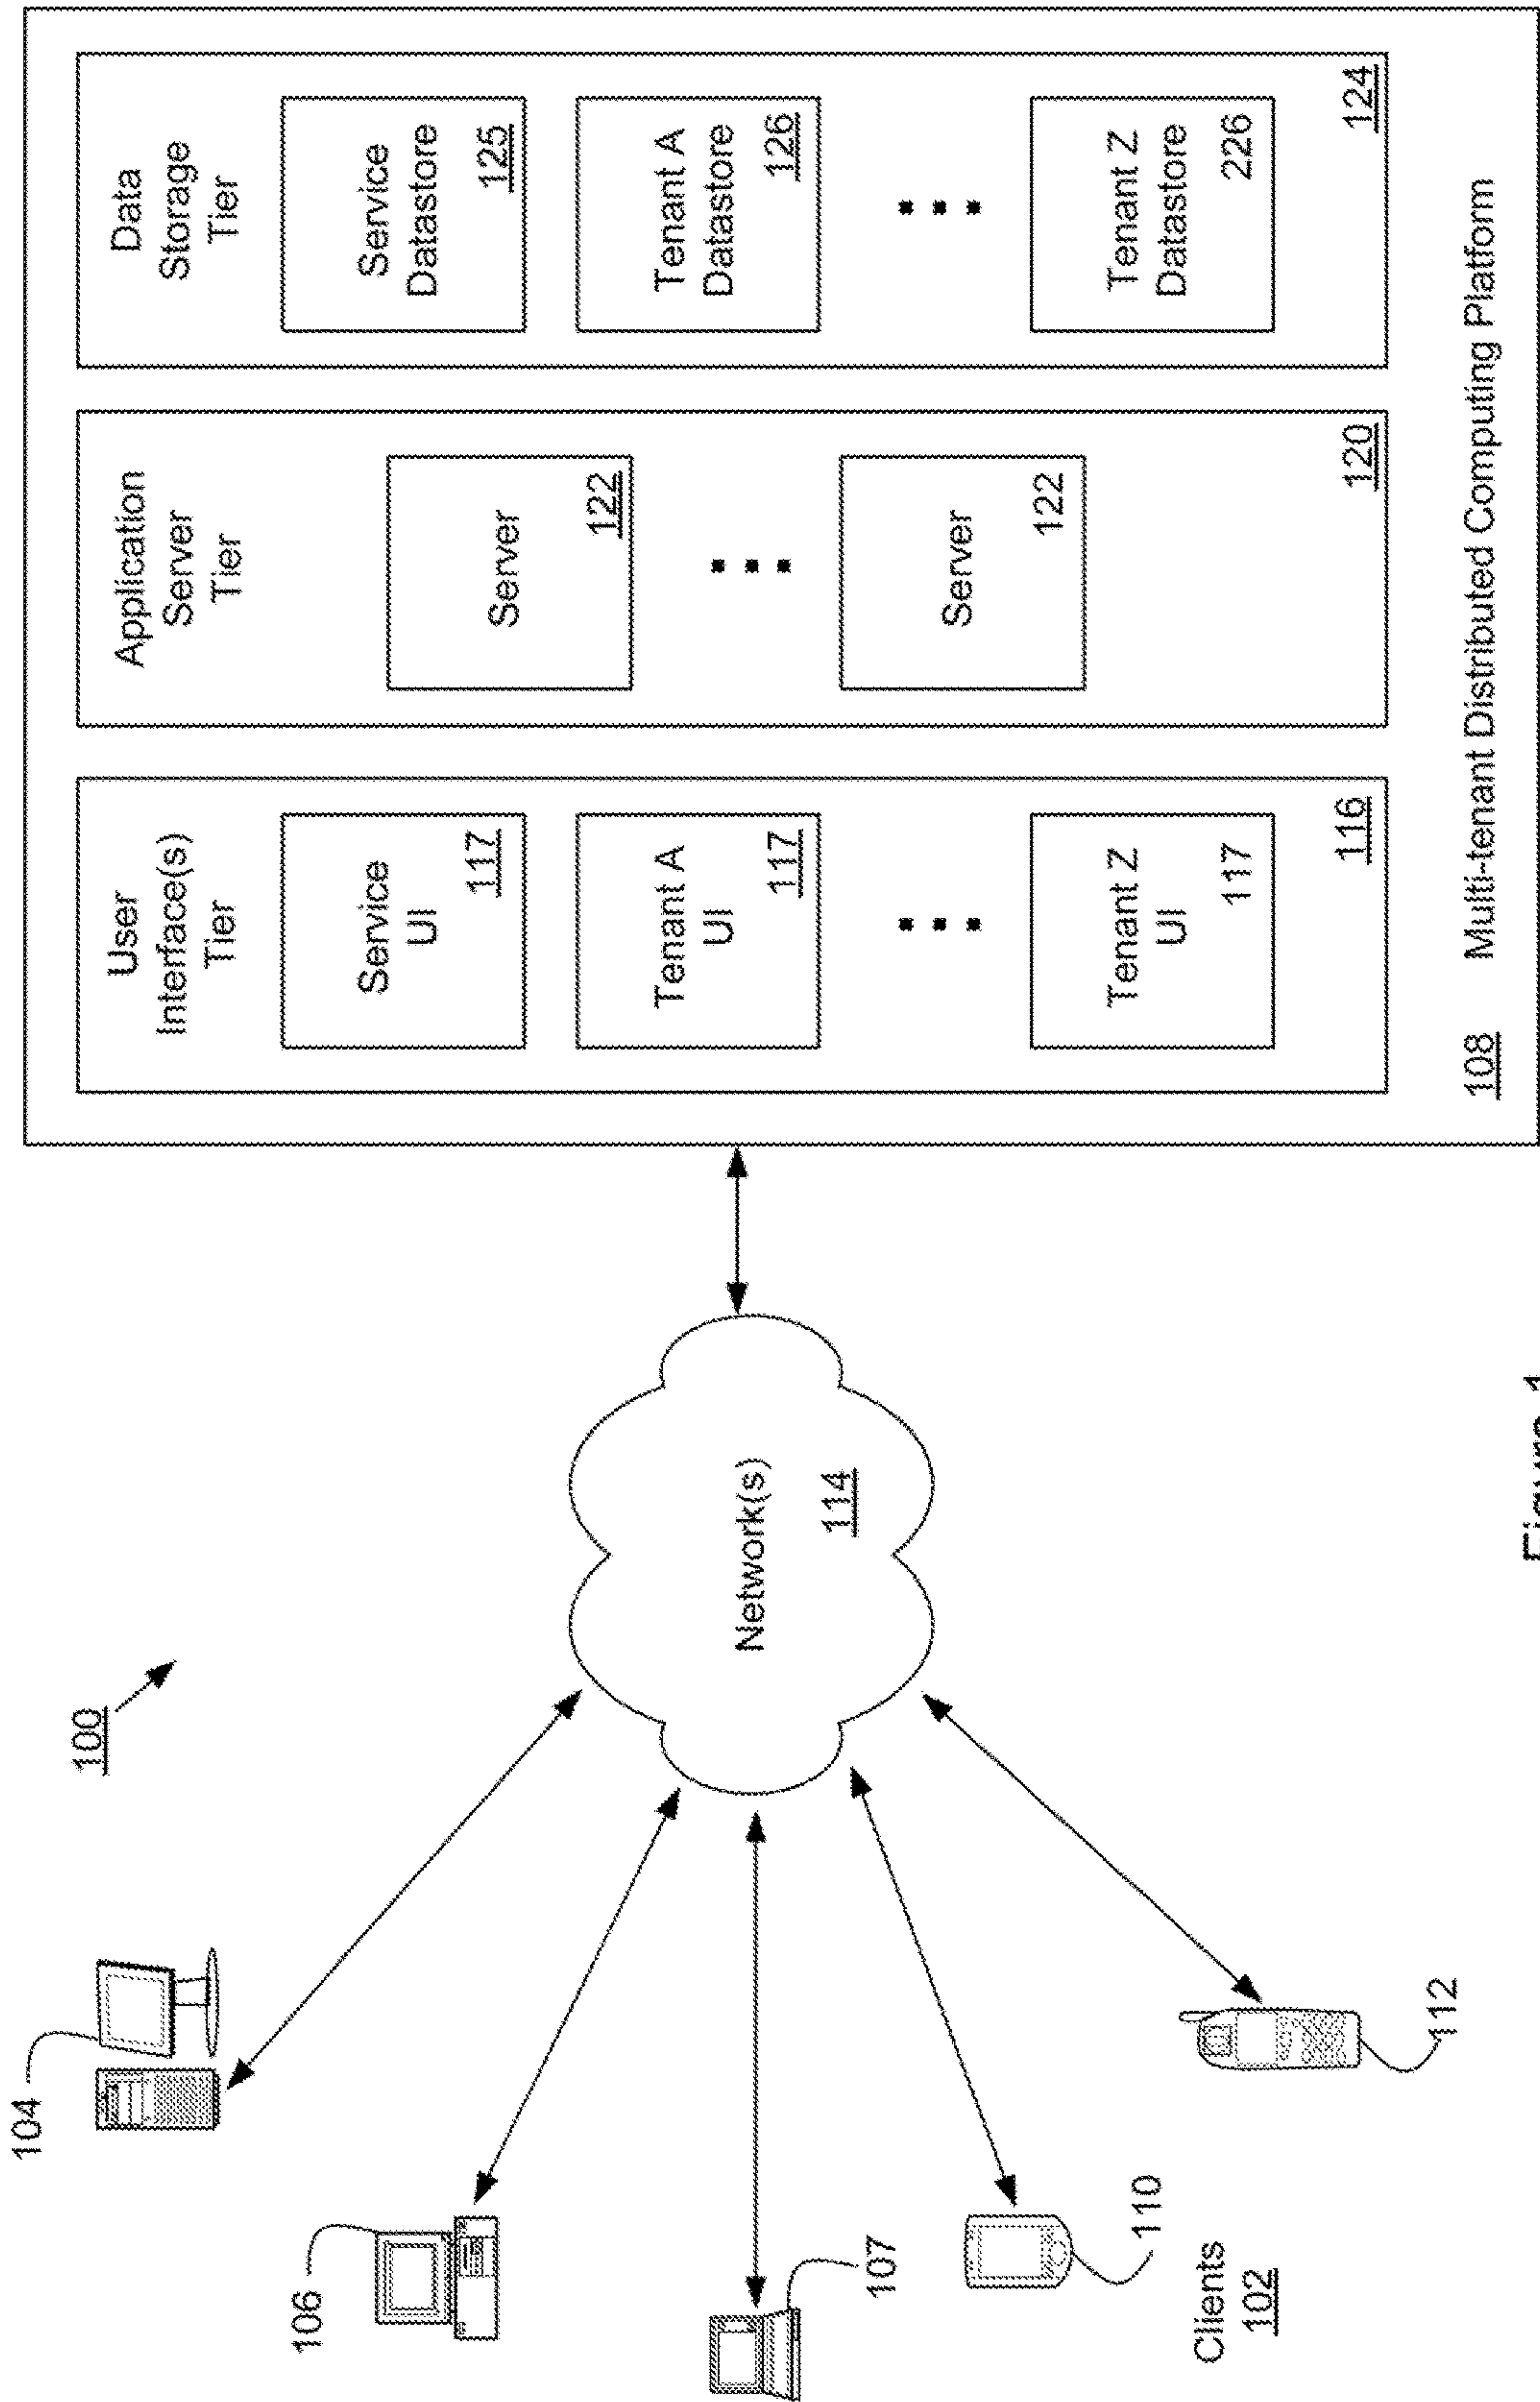 100
104
106
107
110
112
Clients
102
Network(s)
114
User
Interface(s)
Tier
Service
UI
117
Tenant A
UI
117
Tenant Z
UI
117
116
Application
Server
Tier
Server
122
Server
122
120
Data
Storage
Tier
Service
Datastore
125
Tenant A
Datastore
126
Tenant Z
Datastore
226
124
108 Multi-tenant Distributed Computing Platform
Figure 1